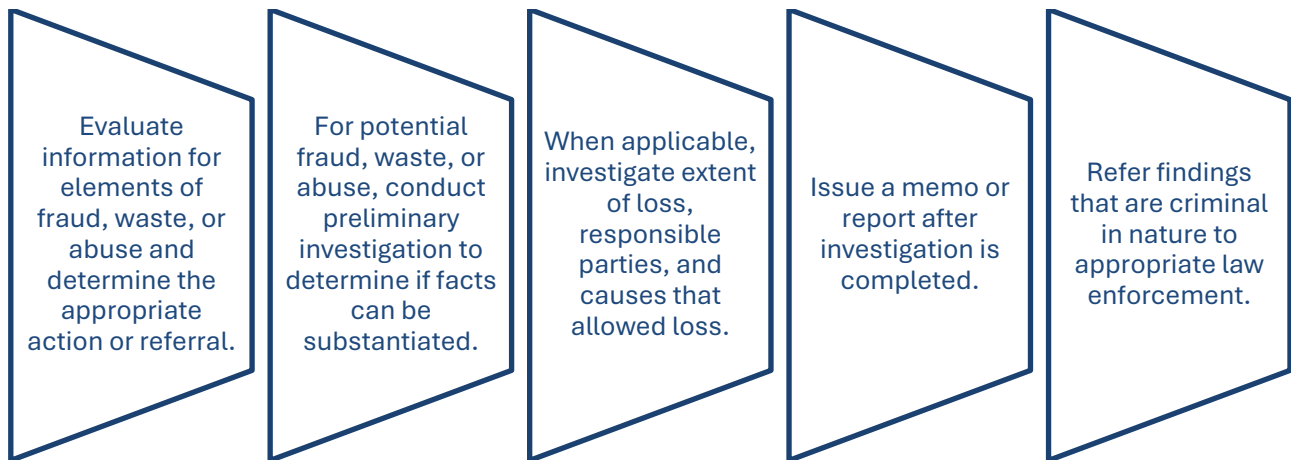 Evaluate
information for
elements of
fraud, waste, or
abuse and
determine the
appropriate
action or referral.
For potential
fraud, waste, or
abuse, conduct
preliminary
investigation to
determine if facts
can be
substantiated.
When applicable,
investigate extent
of loss,
responsible
parties, and
causes that
allowed loss.
Issue a memo or
report after
investigation is
completed.
Refer findings
that are criminal
in nature to
appropriate law
enforcement.